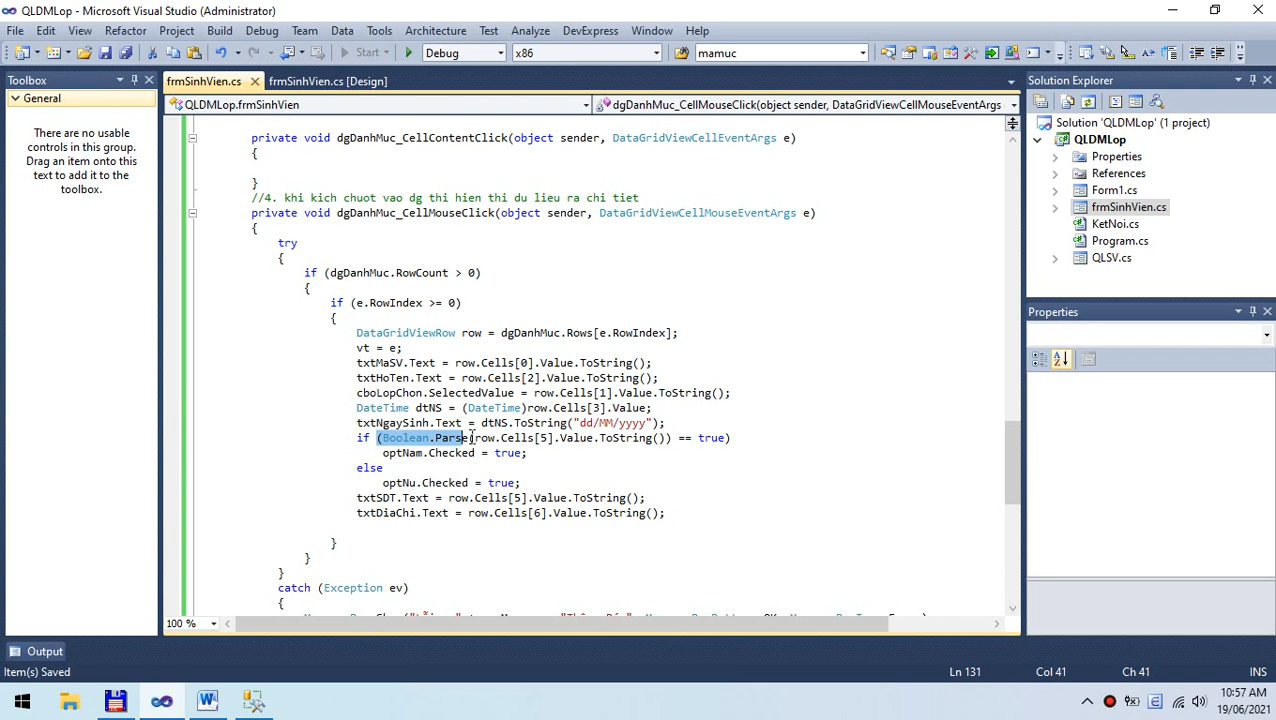 QLDMLop - Microsoft Visual Studio (Administrator)
File Edit View Refactor Project Build Debug Team Data Tools Architecture Test Analyze DevExpress Window Help
Start Debug x86 mamuc
Toolbox
General
There are no usable
controls in this group.
Drag an item onto this
text to add it to the
toolbox.
frmSinhVien.cs frmSinhVien.cs [Design]
QLDMLop.frmSinhVien dgDanhMuc_CellMouseClick(object sender, DataGridViewCellMouseEventArgs
private void dgDanhMuc_CellContentClick(object sender, DataGridViewCellEventArgs e)
{
}
//4. khi kich chuot vao dg thi hien thi du lieu ra chi tiet
private void dgDanhMuc_CellMouseClick(object sender, DataGridViewCellMouseEventArgs e)
{
try
{
if (dgDanhMuc.RowCount > 0)
{
if (e.RowIndex >= 0)
{
DataGridViewRow row = dgDanhMuc.Rows[e.RowIndex];
vt = e;
txtMaSV.Text = row.Cells[0].Value.ToString();
txtHoTen.Text = row.Cells[2].Value.ToString();
cboLopChon.SelectedValue = row.Cells[1].Value.ToString();
DateTime dtNS = (DateTime)row.Cells[3].Value;
txtNgaySinh.Text = dtNS.ToString("dd/MM/yyyy");
if (Boolean.Parse(row.Cells[5].Value.ToString()) == true)
optNam.Checked = true;
else
optNu.Checked = true;
txtSDT.Text = row.Cells[5].Value.ToString();
txtDiaChi.Text = row.Cells[6].Value.ToString();
}
}
}
catch (Exception ev)
{
100 %
Solution Explorer
Solution 'QLDMLop' (1 project)
QLDMLop
Properties
References
Form1.cs
frmSinhVien.cs
KetNoi.cs
Program.cs
QLSV.cs
Properties
Output
Item(s) Saved Ln 131 Col 41 Ch 41 INS
10:57 AM
19/06/2021